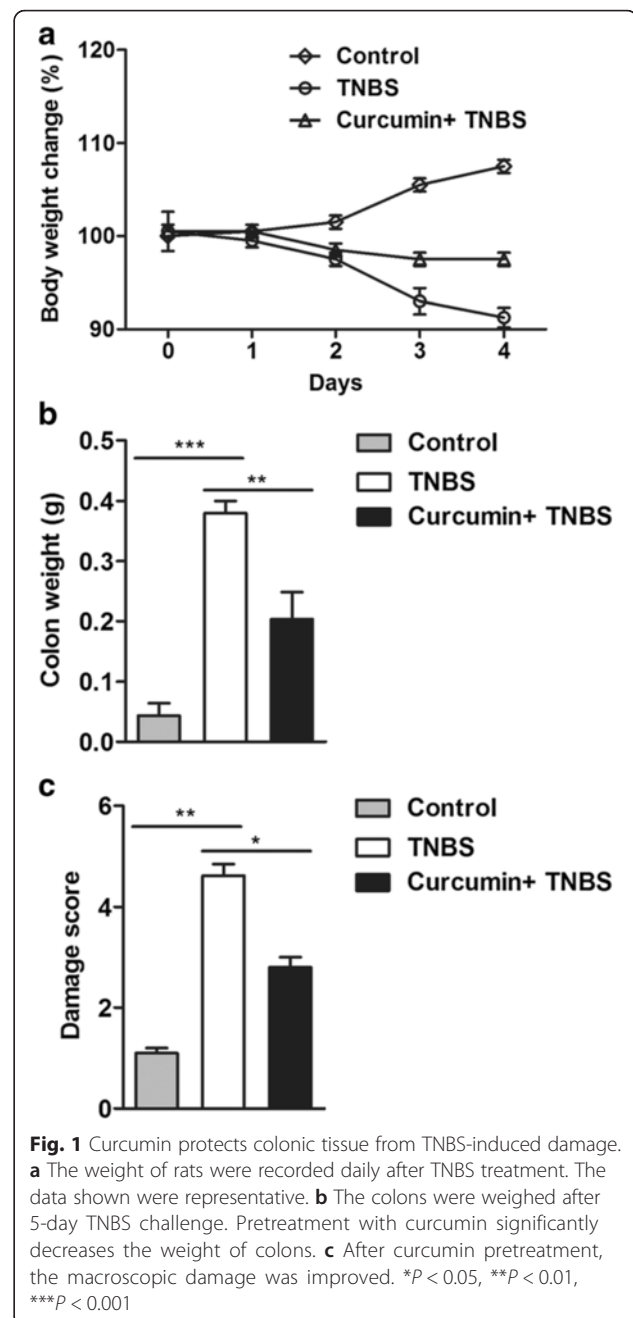 a
Control
TNBS
Curcumin+ TNBS
Body weight change (%)
120
110
100
90
0 1 2 3 4
Days
b
Colon weight (g)
0.5
0.4
0.3
0.2
0.1
0.0
***
**
Control
TNBS
Curcumin+ TNBS
c
Damage score
6
4
2
0
**
*
Control
TNBS
Curcumin+ TNBS
Fig. 1 Curcumin protects colonic tissue from TNBS-induced damage.
a The weight of rats were recorded daily after TNBS treatment. The
data shown were representative. b The colons were weighed after
5-day TNBS challenge. Pretreatment with curcumin significantly
decreases the weight of colons. c After curcumin pretreatment,
the macroscopic damage was improved. *P < 0.05, **P < 0.01,
***P < 0.001